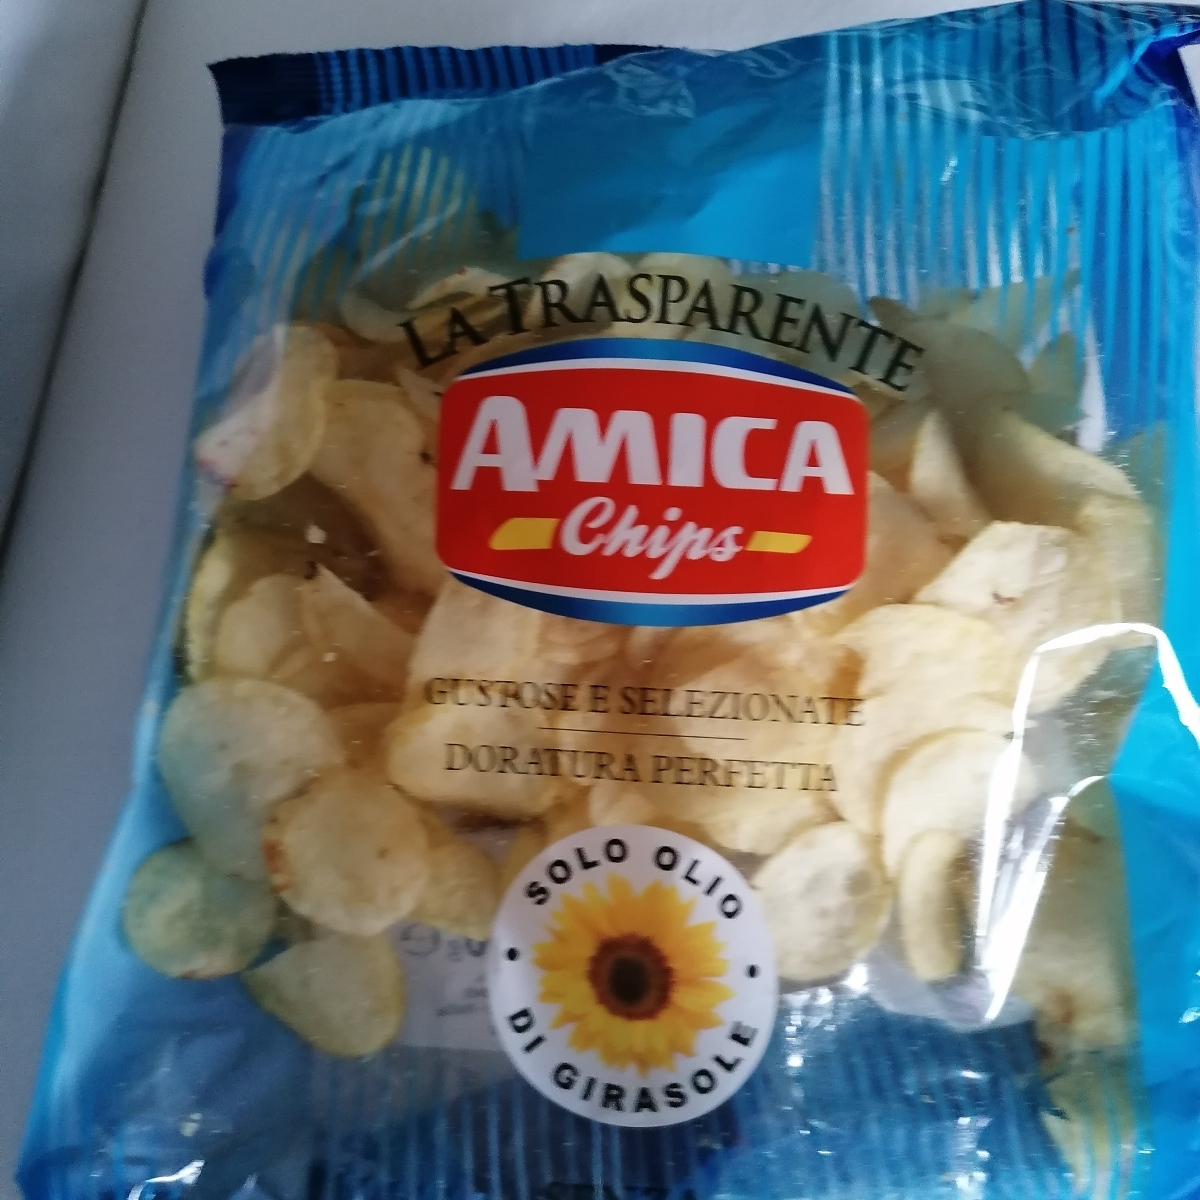 LA TRASPARENTE
AMICA
Chips
GUSTOSE E SELEZIONATE
DORATURA PERFETTA
SOLO OLIO
DI GIRASOLE